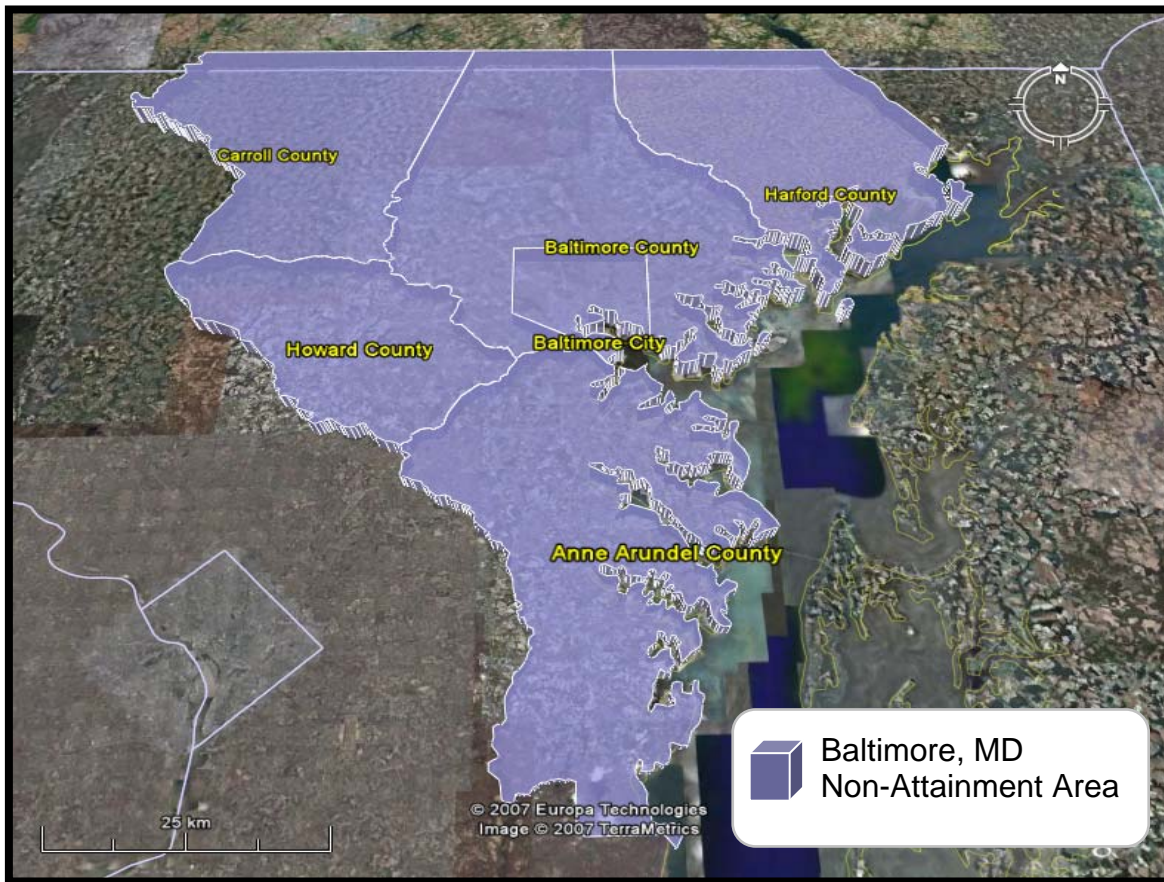 N
Carroll County
Harford County
Baltimore County
Baltimore City
Howard County
Anne Arundel County
Baltimore, MD
Non-Attainment Area
© 2007 Europa Technologies
Image © 2007 TerraMetrics
25 km